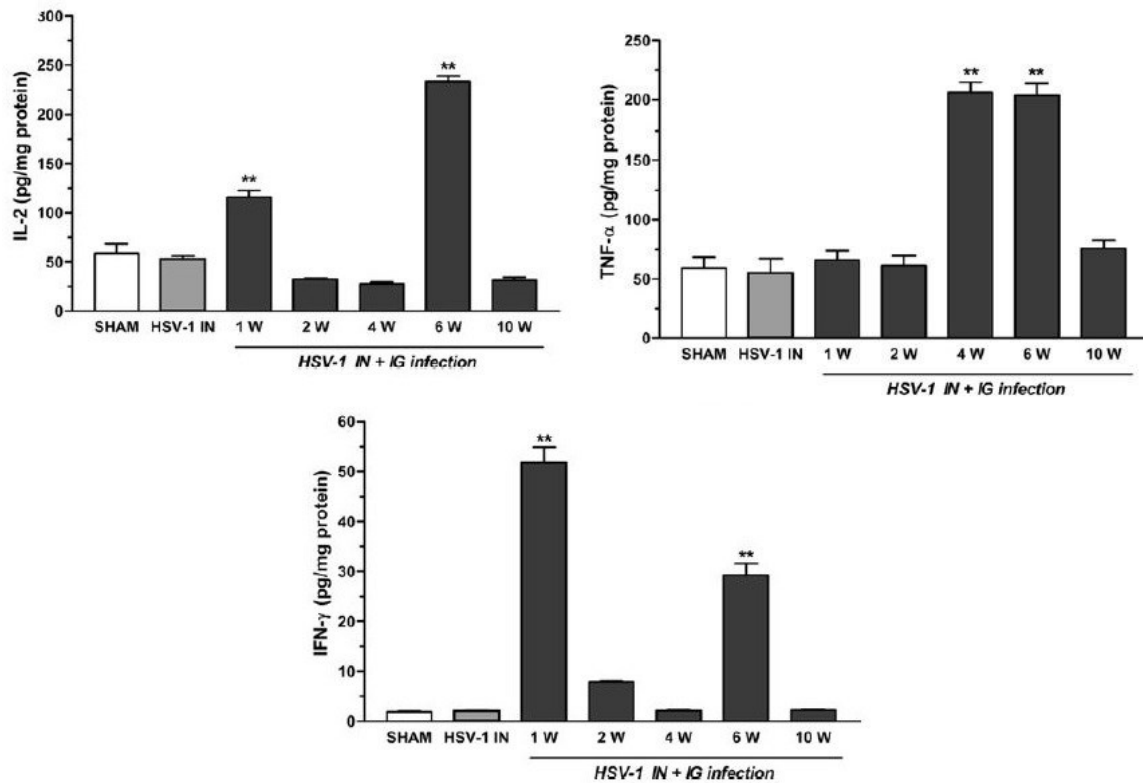 300
250
200
150
100
50
0
IL-2 (pg/mg protein)
**
**
SHAM HSV-1 IN 1 W 2 W 4 W 6 W 10 W
HSV-1 IN + IG infection
250
200
150
100
50
0
TNF-α (pg/mg protein)
** **
SHAM HSV-1 IN 1 W 2 W 4 W 6 W 10 W
HSV-1 IN + IG infection
60
50
40
30
20
10
0
IFN-γ (pg/mg protein)
**
**
SHAM HSV-1 IN 1 W 2 W 4 W 6 W 10 W
HSV-1 IN + IG infection